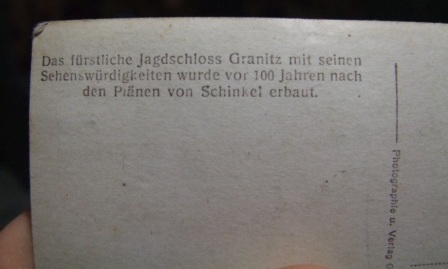 Das fürstliche Jagdschloss Granitz mit seinen
Sehenswürdigkeiten wurde vor 100 Jahren nach
den Plänen von Schinkel erbaut.
Photographie u. Verlag